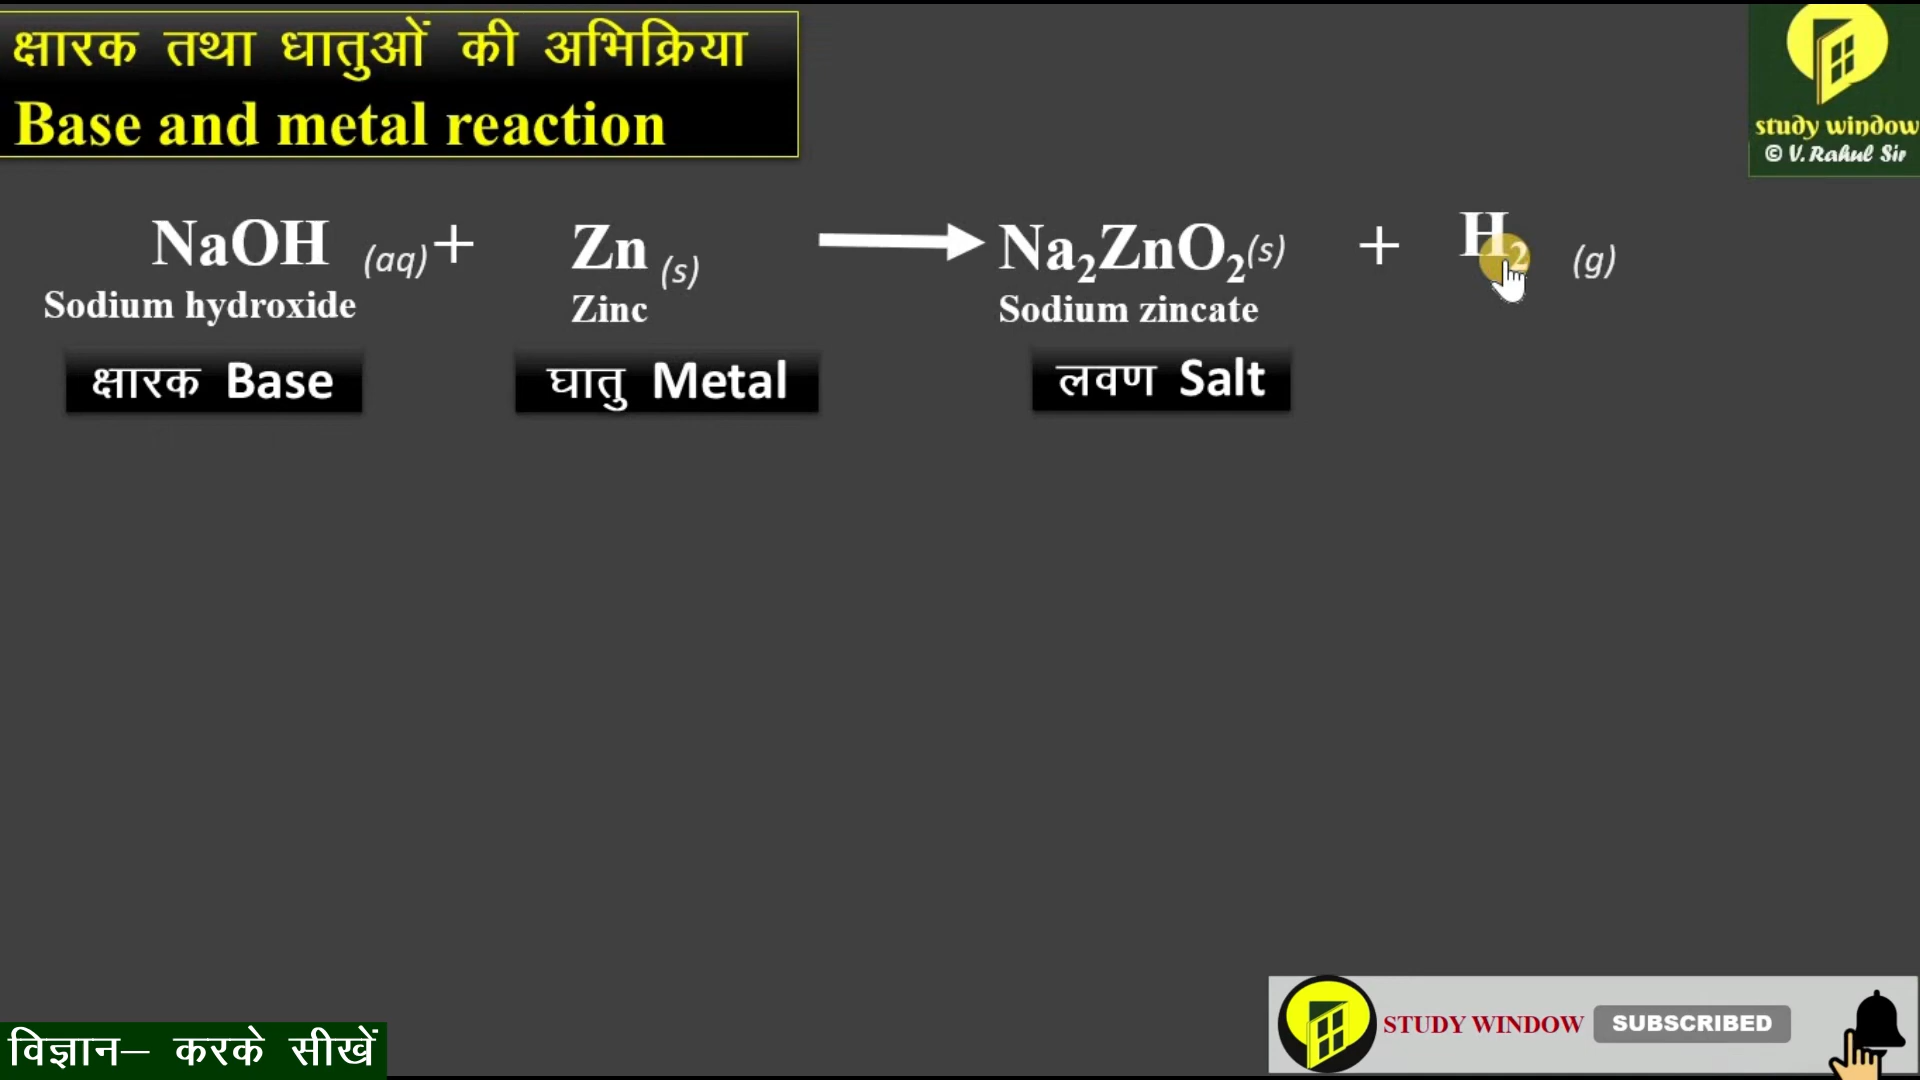 क्षारक तथा धातुओं की अभिक्रिया
Base and metal reaction
study window
© V. Rahul Sir
NaOH (aq) + Zn (s) → Na₂ZnO₂(s) + H₂ (g)
Sodium hydroxide Zinc Sodium zincate
क्षारक Base घातु Metal लवण Salt
विज्ञान– करके सीखें
STUDY WINDOW SUBSCRIBED